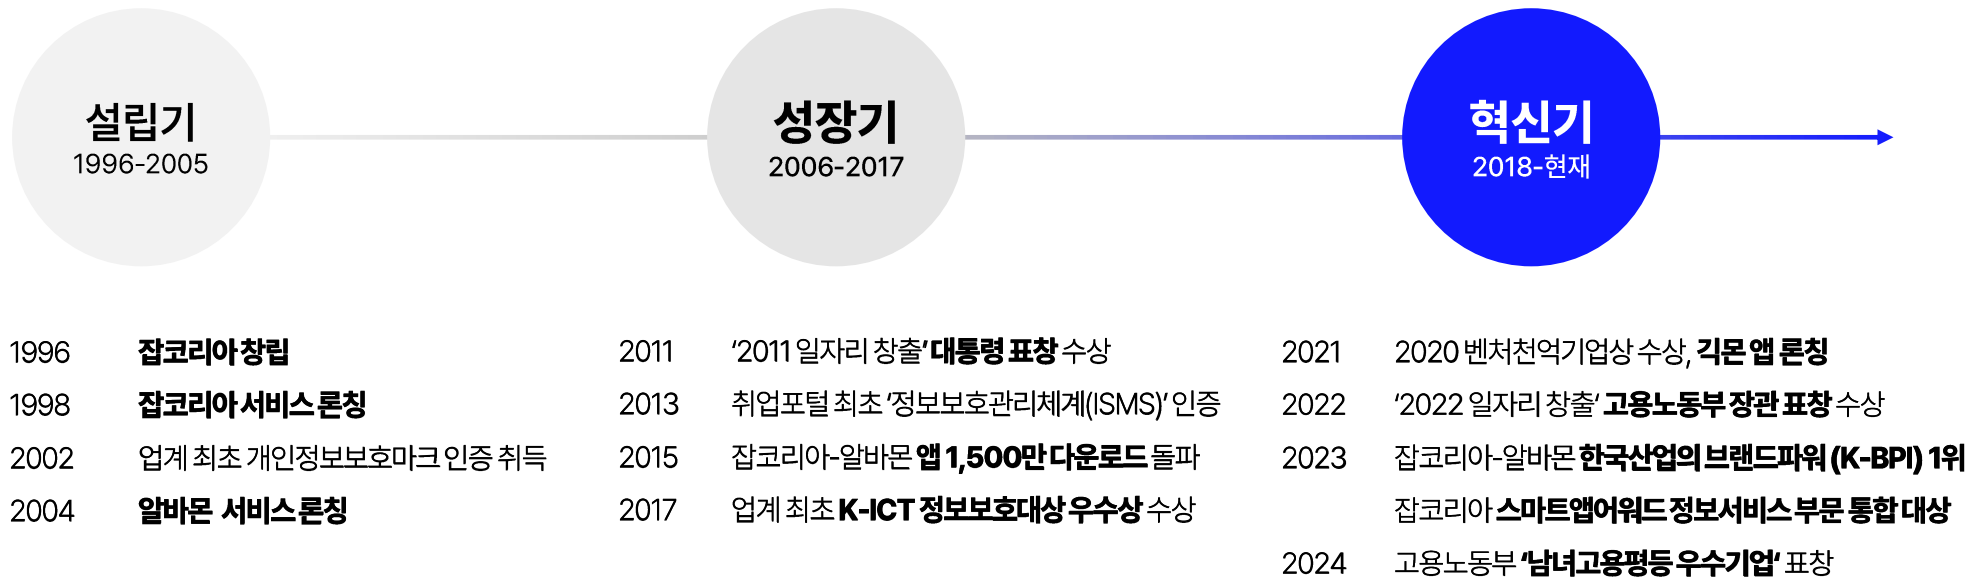 설립기
1996-2005
성장기
2006-2017
혁신기
2018-현재
1996 잡코리아 창립
1998 잡코리아 서비스 론칭
2002 업계 최초 개인정보보호마크 인증 취득
2004 알바몬 서비스 론칭
2011 ‘2011 일자리 창출’ 대통령 표창 수상
2013 취업포털 최초 ‘정보보호관리체계(ISMS)’ 인증
2015 잡코리아-알바몬 앱 1,500만 다운로드 돌파
2017 업계 최초 K-ICT 정보보호대상 우수상 수상
2021 2020 벤처천억기업상 수상, 긱몬 앱 론칭
2022 ‘2022 일자리 창출‘ 고용노동부 장관 표창 수상
2023 잡코리아-알바몬 한국산업의 브랜드파워 (K-BPI) 1위
잡코리아 스마트앱어워드 정보서비스 부문 통합 대상
2024 고용노동부 ‘남녀고용평등 우수기업‘ 표창